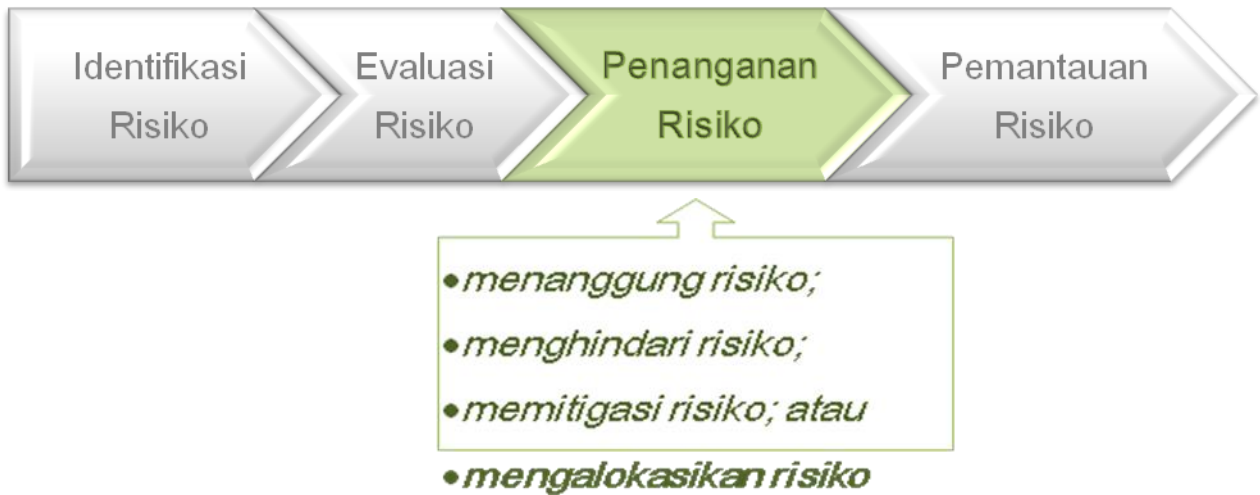 Identifikasi
Risiko
Evaluasi
Risiko
Penanganan
Risiko
Pemantauan
Risiko
•menanggung risiko;
•menghindari risiko;
•memitigasi risiko; atau
•mengalokasikan risiko